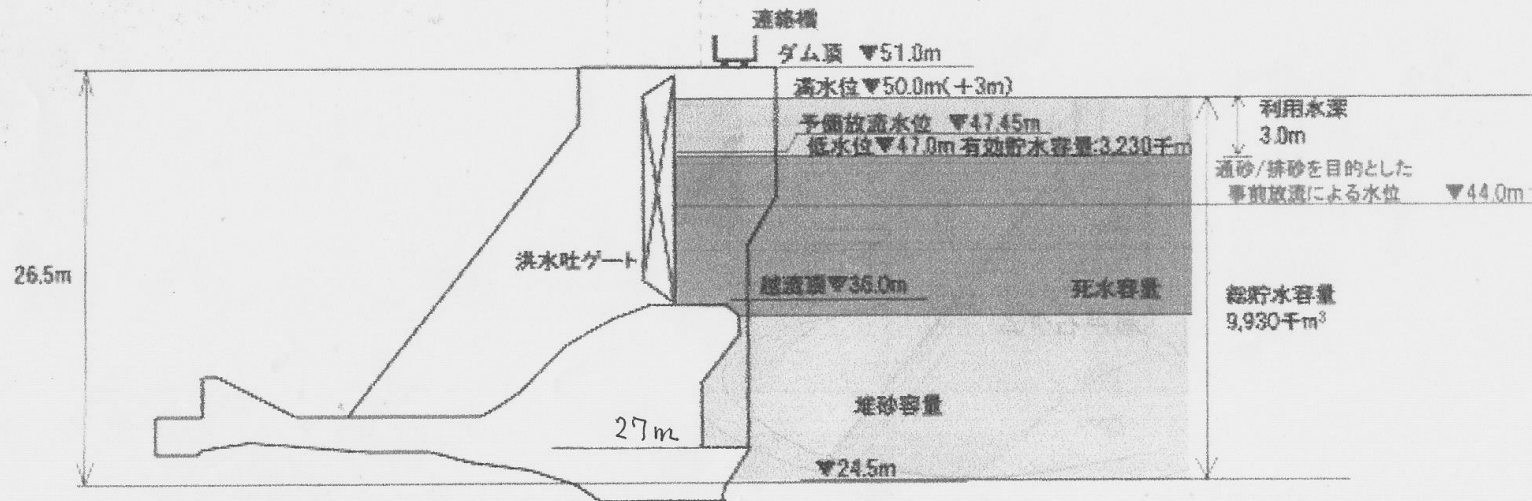 連絡橋
ダム頂 ▼51.0m
満水位▼50.0m(+3m)
予備放流水位 ▼47.45m
低水位▼47.0m 有効貯水容量:3,230千㎥
利用水深
3.0m
通砂/排砂を目的とした
事前放流による水位 ▼44.0m
26.5m
洪水吐ゲート
越流頂▼36.0m
死水容量
総貯水容量
9,930千m³
堆砂容量
27m
▼24.5m